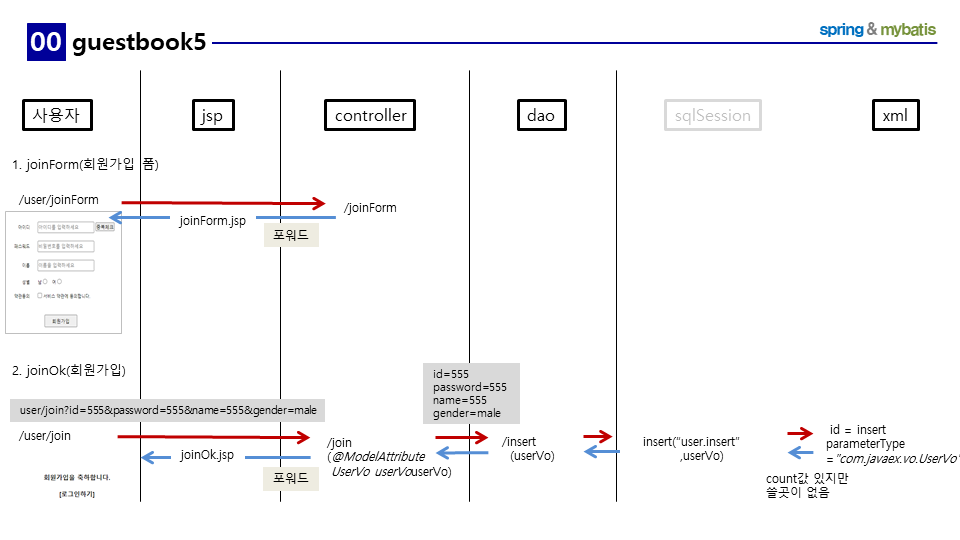 00 guestbook5
spring & mybatis
사용자
jsp
controller
dao
sqlSession
xml
1. joinForm(회원가입 폼)
/user/joinForm
joinForm.jsp
/joinForm
포워드
아이디
아이디를 입력하세요
중복체크
패스워드
비밀번호를 입력하세요
이름
이름을 입력하세요
성별
남
여
약관동의
서비스 약관에 동의합니다.
회원가입
2. joinOk(회원가입)
id=555
password=555
name=555
gender=male
user/join?id=555&password=555&name=555&gender=male
/user/join
joinOk.jsp
포워드
회원가입을 축하합니다.
[로그인하기]
/join
(@ModelAttribute
UserVo userVouserVo)
/insert
(userVo)
insert("user.insert"
,userVo)
id = insert
parameterType
="com.javaex.vo.UserVo"
count값 있지만
쓸곳이 없음